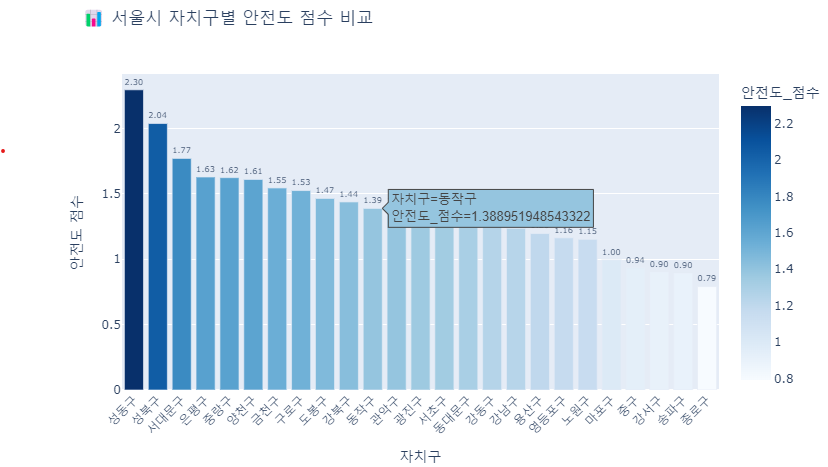 📊 서울시 자치구별 안전도 점수 비교
안전도_점수
2.30
2.04
1.77
1.63
1.62
1.61
1.55
1.53
1.47
1.44
1.39
1.16
1.15
1.00
0.94
0.90
0.90
0.79
자치구=동작구
안전도_점수=1.388951948543322
2
1.5
1
0.5
0
안전도 점수
2.2
2
1.8
1.6
1.4
1.2
1
0.8
성동구
성북구
서대문구
은평구
중랑구
양천구
금천구
구로구
도봉구
강북구
동작구
관악구
광진구
서초구
동대문구
강동구
강남구
용산구
영등포구
노원구
마포구
중구
강서구
송파구
종로구
자치구